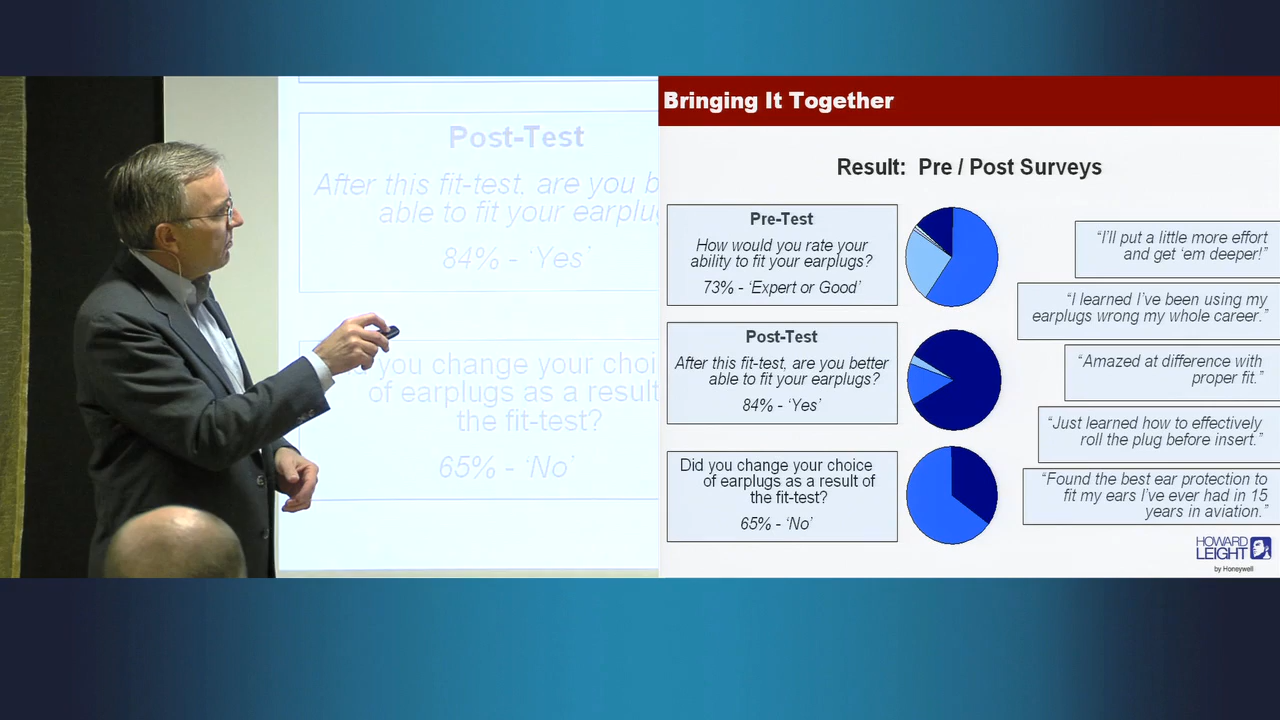 Post-Test
After this fit-test, are you b
able to fit your earplu
84% - 'Yes'
you change your choi
of earplugs as a result
the fit-test?
65% - 'No'
Bringing It Together
Result: Pre / Post Surveys
Pre-Test
How would you rate your
ability to fit your earplugs?
73% - 'Expert or Good'
Post-Test
After this fit-test, are you better
able to fit your earplugs?
84% - 'Yes'
Did you change your choice
of earplugs as a result of
the fit-test?
65% - 'No'
"I'll put a little more effort
and get 'em deeper!"
"I learned I've been using my
earplugs wrong my whole career."
"Amazed at difference with
proper fit."
"Just learned how to effectively
roll the plug before insert."
"Found the best ear protection to
fit my ears I've ever had in 15
years in aviation."
HOWARD
LEIGHT
by Honeywell